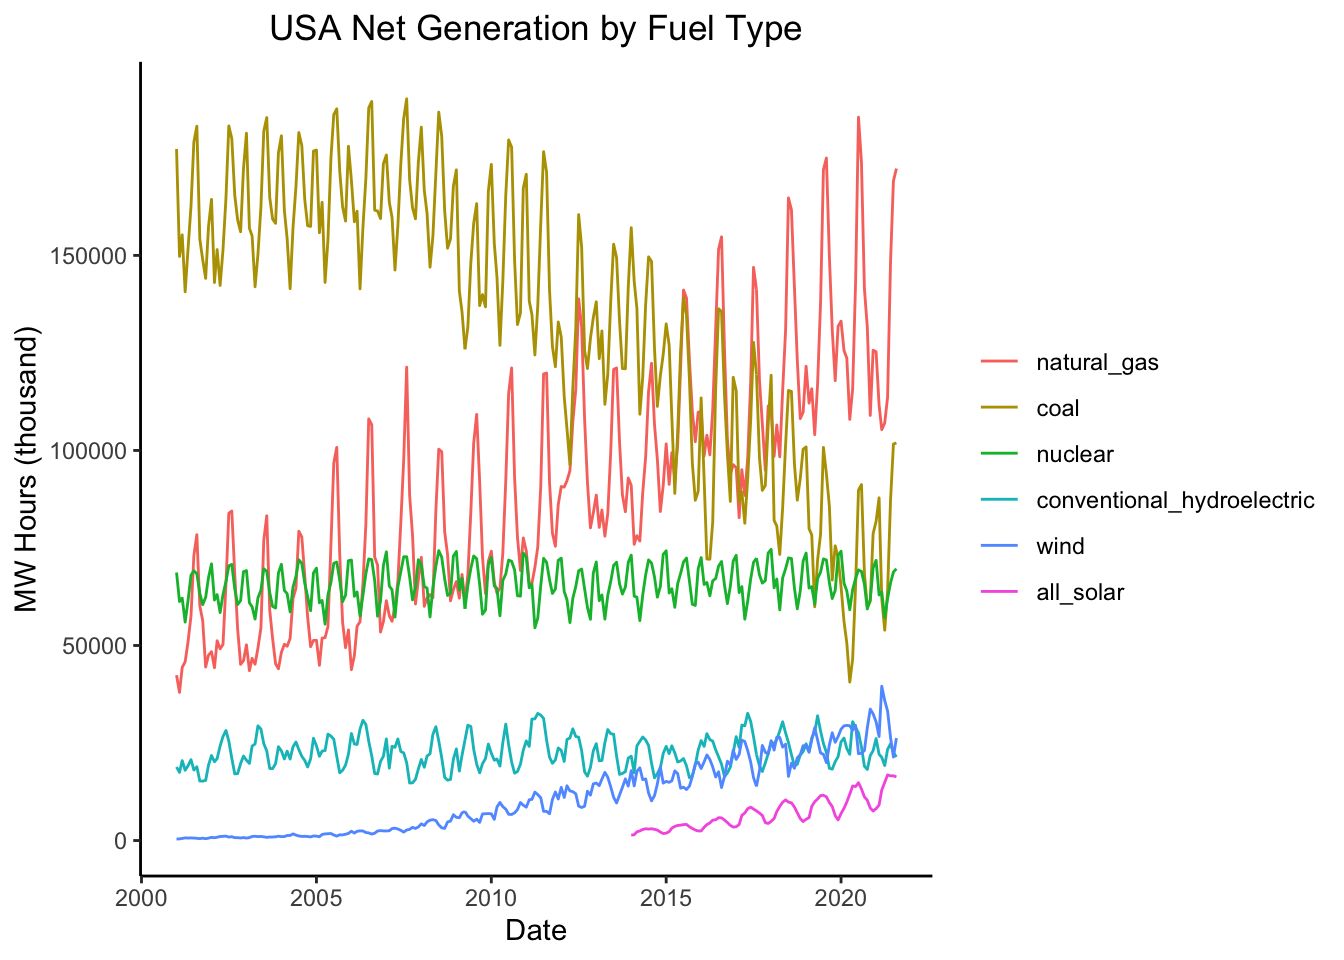 USA Net Generation by Fuel Type
MW Hours (thousand)
150000
100000
50000
0
2000 2005 2010 2015 2020
Date
natural_gas
coal
nuclear
conventional_hydroelectric
wind
all_solar